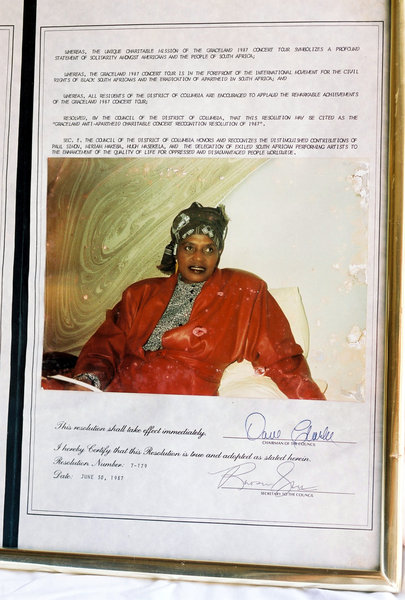 WHEREAS, THE UNIQUE CHARITABLE MISSION OF THE GRACELAND 1987 CONCERT TOUR SYMBOLIZES A PROFOUND
STATEMENT OF SOLIDARITY AMONGST AMERICANS AND THE PEOPLE OF SOUTH AFRICA;
WHEREAS, THE GRACELAND 1987 CONCERT TOUR IS IN THE FOREFRONT OF THE INTERNATIONAL MOVEMENT FOR THE CIVIL
RIGHTS OF BLACK SOUTH AFRICANS AND THE ERADICATION OF APARTHEID IN SOUTH AFRICA; AND
WHEREAS, ALL RESIDENTS OF THE DISTRICT OF COLUMBIA ARE ENCOURAGED TO APPLAUD THE REMARKABLE ACHIEVEMENTS
OF THE GRACELAND 1987 CONCERT TOUR;
RESOLVED, BY THE COUNCIL OF THE DISTRICT OF COLUMBIA, THAT THIS RESOLUTION MAY BE CITED AS THE
"GRACELAND ANTI-APARTHEID CHARITABLE CONCERT RECOGNITION RESOLUTION OF 1987".
SEC. 2. THE COUNCIL OF THE DISTRICT OF COLUMBIA HONORS AND RECOGNIZES THE DISTINGUISHED CONTRIBUTIONS OF
PAUL SIMON, MIRIAM MAKEBA, HUGH MASEKELA, AND THE DELEGATION OF EXILED SOUTH AFRICAN PERFORMING ARTISTS TO
THE ENHANCEMENT OF THE QUALITY OF LIFE FOR OPPRESSED AND DISADVANTAGED PEOPLE WORLDWIDE.
This resolution shall take effect immediately.
CHAIRMAN OF THE COUNCIL
I hereby Certify that this Resolution is true and adopted as stated herein.
Resolution Number: 7-179
Date: JUNE 30, 1987
SECRETARY TO THE COUNCIL